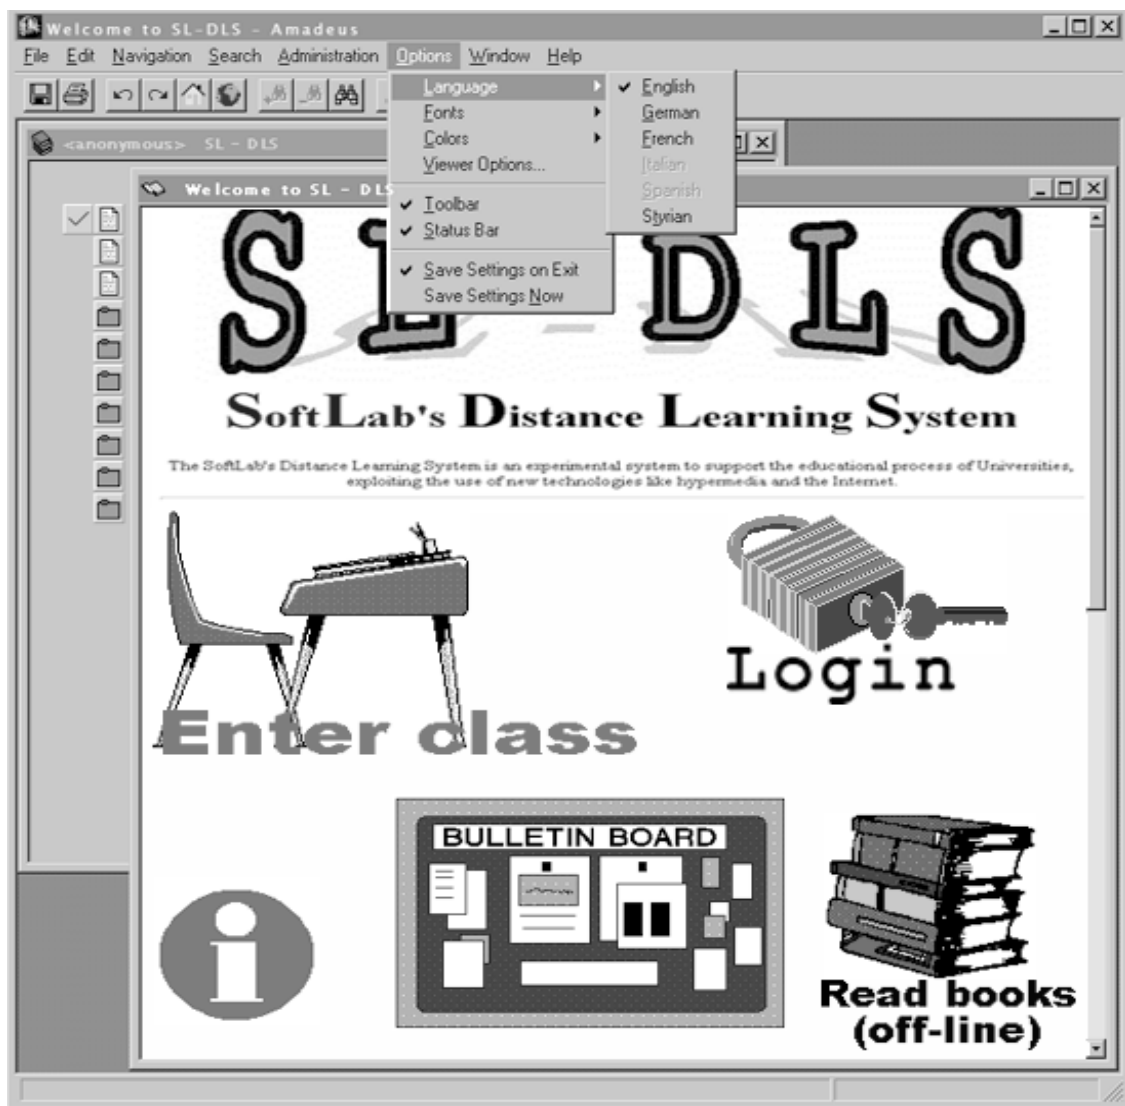 Welcome to SL-DLS - Amadeus
File Edit Navigation Search Administration Options Window Help
Language
Fonts
Colors
Viewer Options...
Toolbar
Status Bar
Save Settings on Exit
Save Settings Now
English
German
French
Italian
Spanish
Styrian
<anonymous> SL - DLS
Welcome to SL - DLS
SL - DLS
SoftLab's Distance Learning System
The SoftLab's Distance Learning System is an experimental system to support the educational process of Universities,
exploiting the use of new technologies like hypermedia and the Internet.
Login
Enter class
BULLETIN BOARD
i
Read books
(off-line)